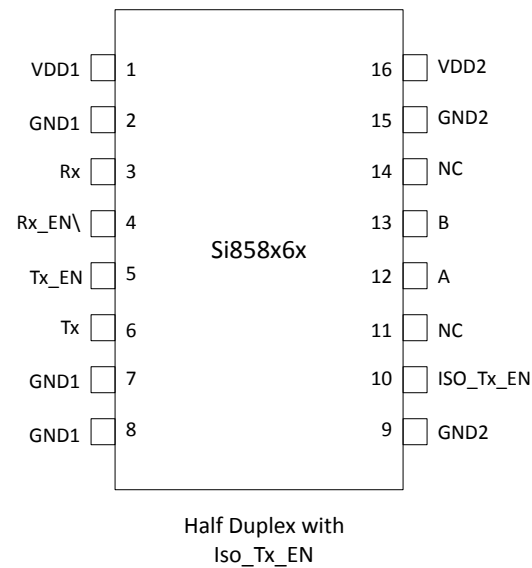 VDD1 1 16 VDD2
GND1 2 15 GND2
Rx 3 14 NC
Rx_EN\ 4 13 B
Si858x6x
Tx_EN 5 12 A
Tx 6 11 NC
GND1 7 10 ISO_Tx_EN
GND1 8 9 GND2
Half Duplex with
Iso_Tx_EN